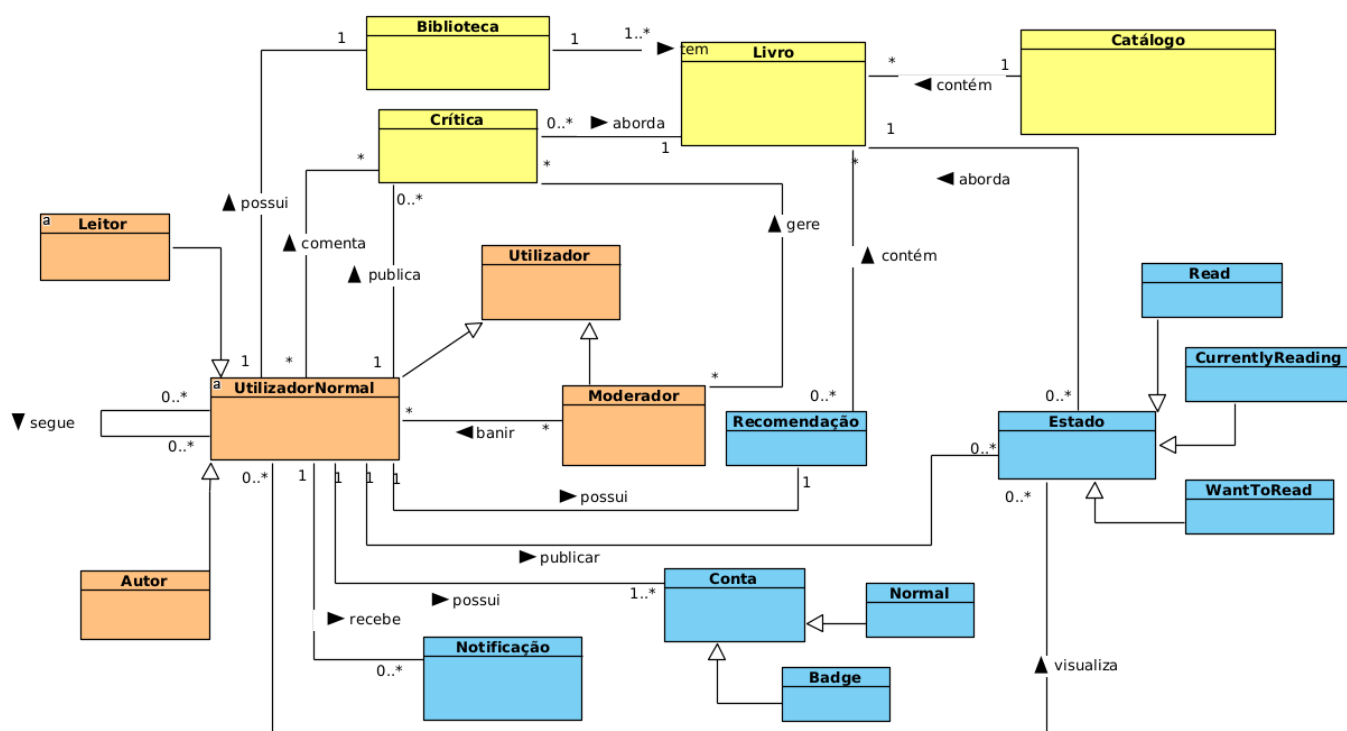 Biblioteca
1
1
1..*
► tem
Livro
Catálogo
*
1
◄ contém
Crítica
0..*
► aborda
1
1
*
*
*
◄ aborda
▲ possui
0..*
a
Leitor
▲ comenta
▲ gere
Utilizador
▲ publica
▲ contém
Read
CurrentlyReading
1
*
1
a
UtilizadorNormal
Moderador
*
0..*
0..*
0..*
▼ segue
0..*
*
◄ banir
*
Recomendação
Estado
0..*
0..*
1
1
1
1
1
► possui
0..*
WantToRead
► publicar
Autor
Conta
► possui
1..*
Normal
► recebe
Notificação
0..*
▲ visualiza
Badge